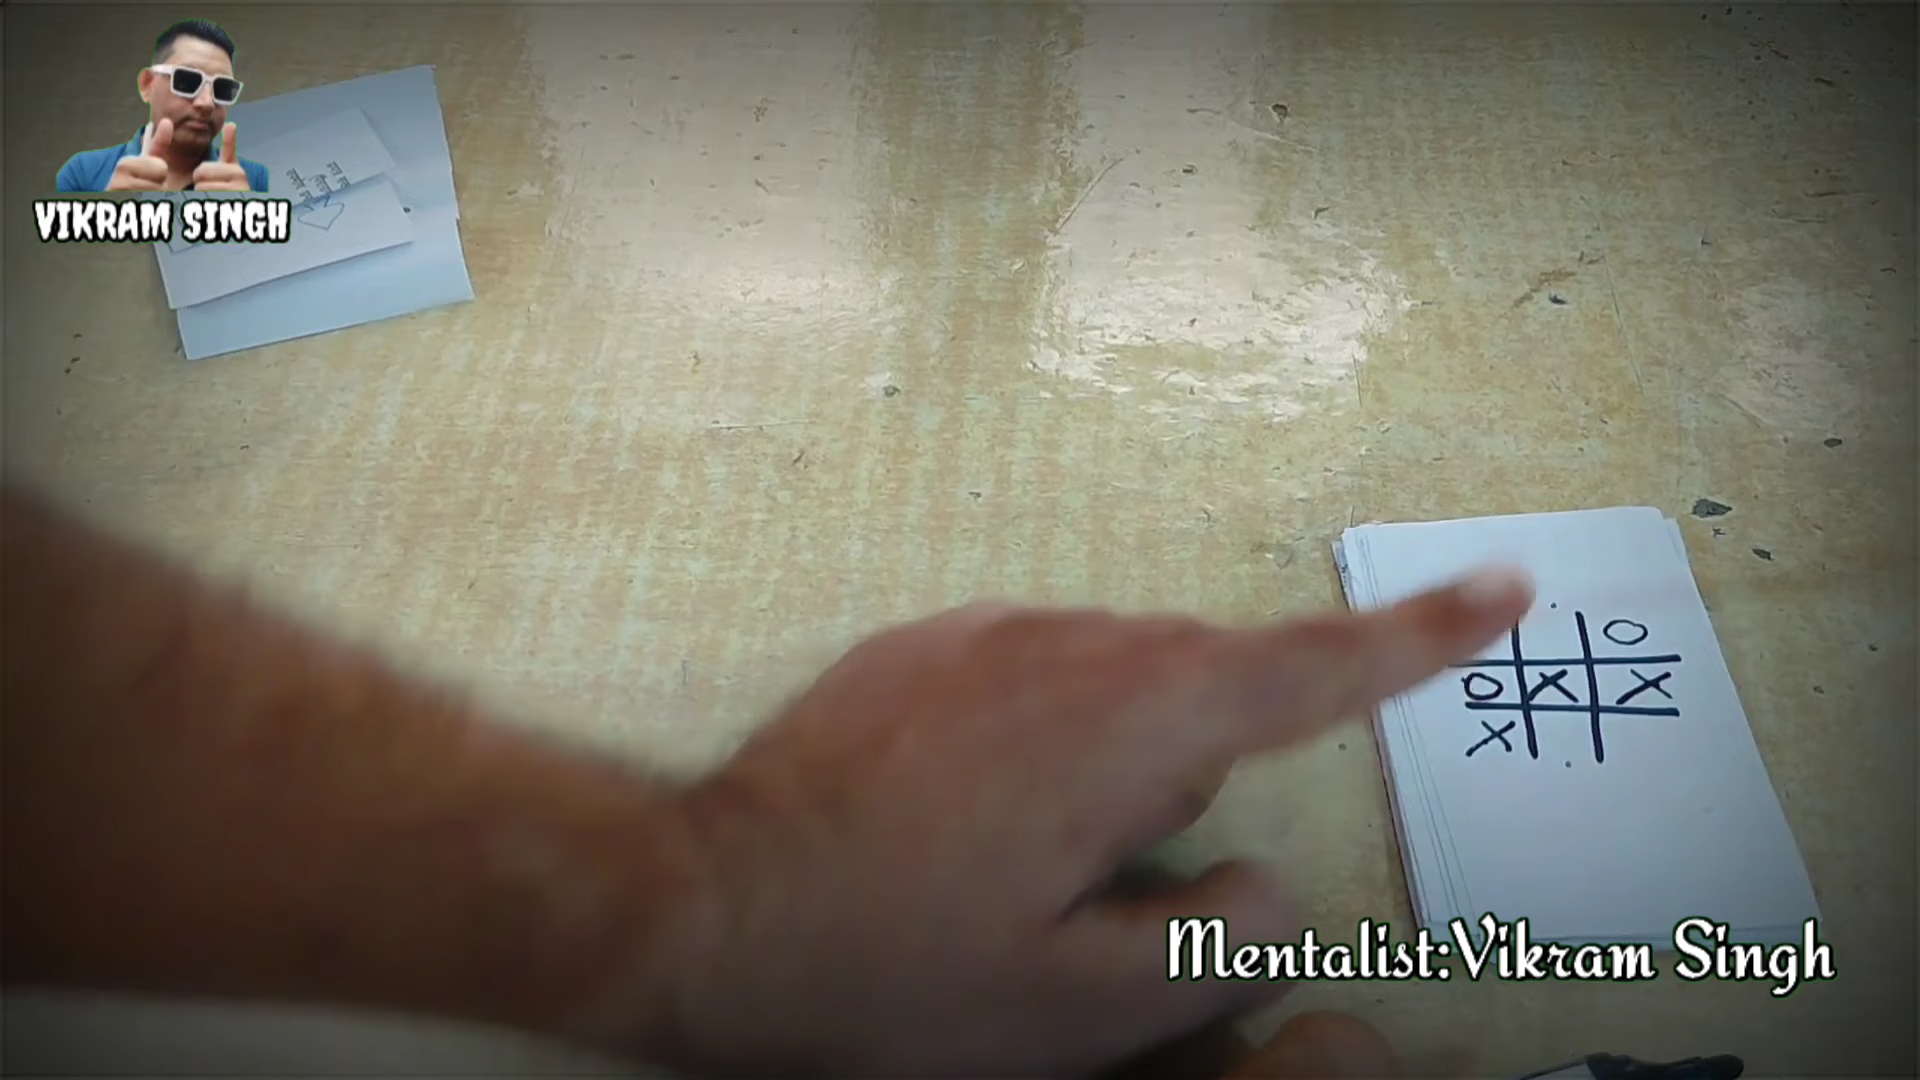 VIKRAM SINGH
O
O X X
X
Mentalist:Vikram Singh